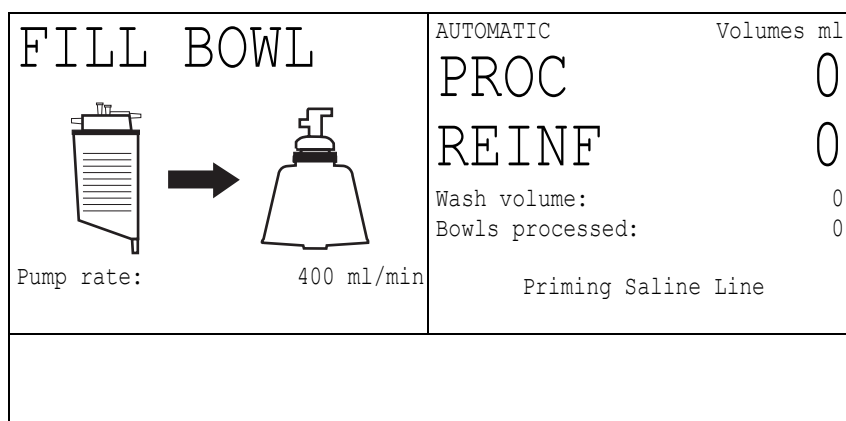 FILL BOWL
Pump rate: 400 ml/min
AUTOMATIC Volumes ml
PROC 0
REINF 0
Wash volume: 0
Bowls processed: 0
Priming Saline Line